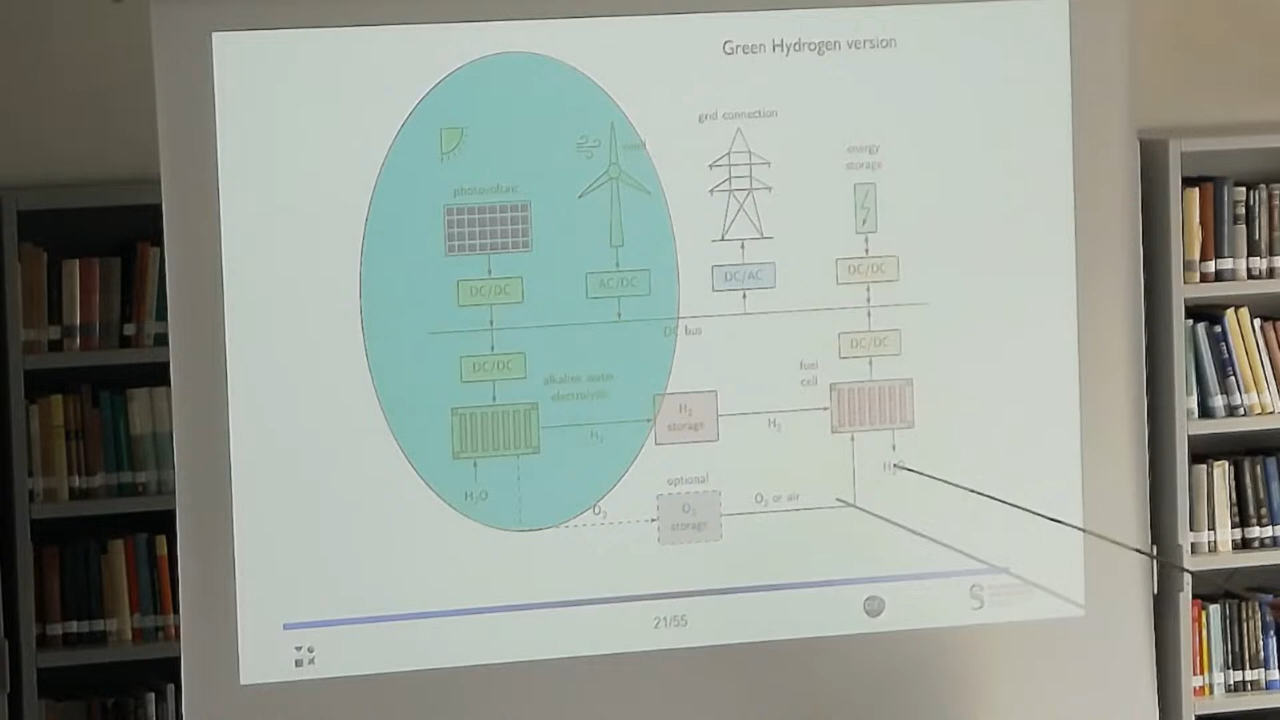 Green Hydrogen version
grid connection
energy
storage
photovoltaic
DC/DC
AC/DC
DC/AC
DC/DC
DC bus
DC/DC
DC/DC
alkaline water
electrolysis
fuel
cell
H₂
storage
H₂
H₂
H₂O
H₂O
optional
O₂
storage
O₂
O₂ or air
21/55